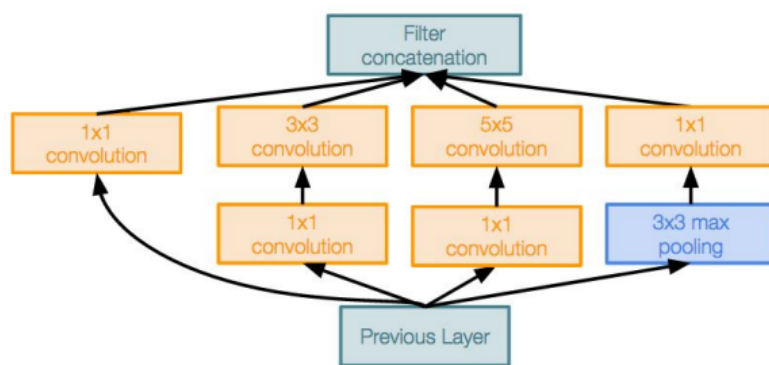 Filter
concatenation
1x1
convolution
3x3
convolution
5x5
convolution
1x1
convolution
1x1
convolution
1x1
convolution
3x3 max
pooling
Previous Layer